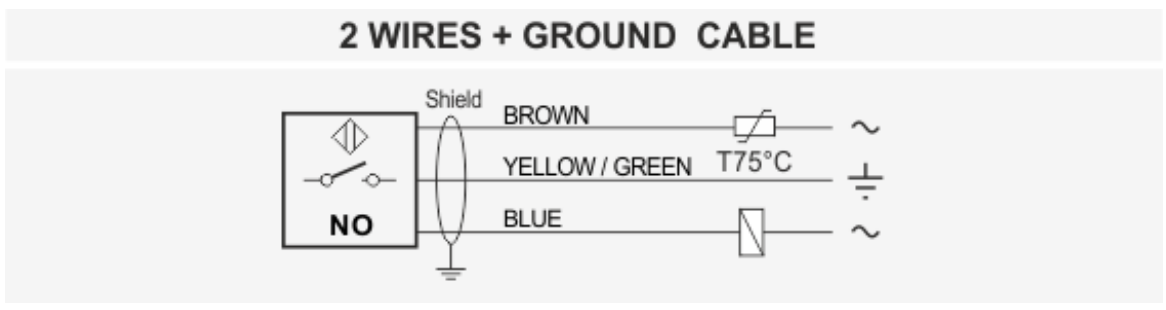 2 WIRES + GROUND CABLE
Shield
BROWN
~
YELLOW / GREEN
T75°C
NO
BLUE
~